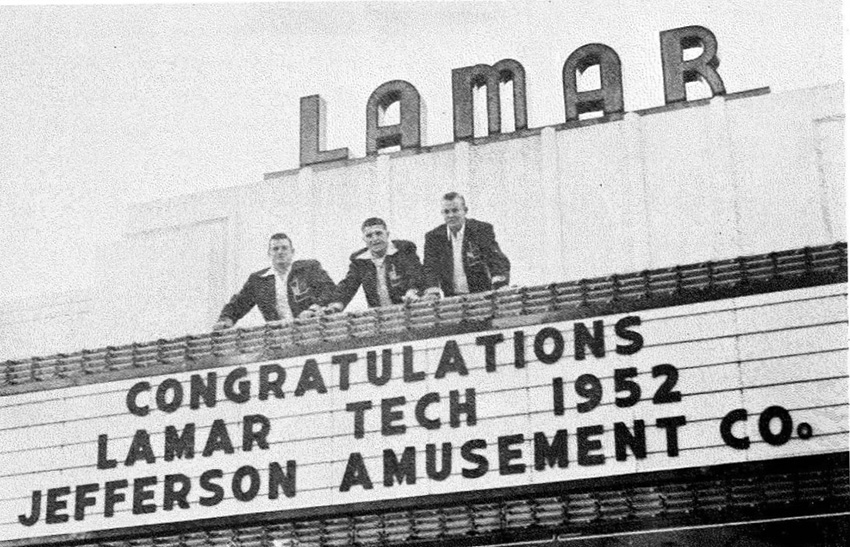 LAMAR
CONGRATULATIONS
LAMAR TECH 1952
JEFFERSON AMUSEMENT CO.